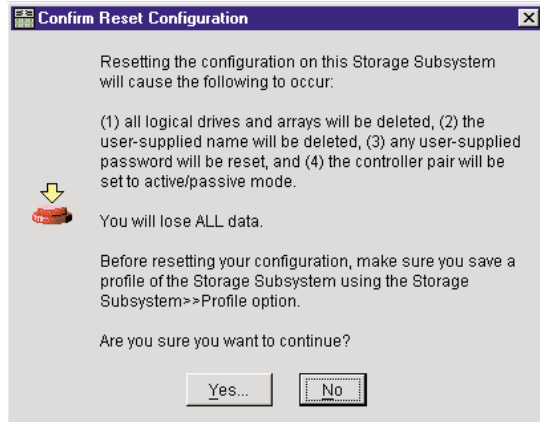 Confirm Reset Configuration
Resetting the configuration on this Storage Subsystem
will cause the following to occur:
(1) all logical drives and arrays will be deleted, (2) the
user-supplied name will be deleted, (3) any user-supplied
password will be reset, and (4) the controller pair will be
set to active/passive mode.
You will lose ALL data.
Before resetting your configuration, make sure you save a
profile of the Storage Subsystem using the Storage
Subsystem>>Profile option.
Are you sure you want to continue?
Yes...
No